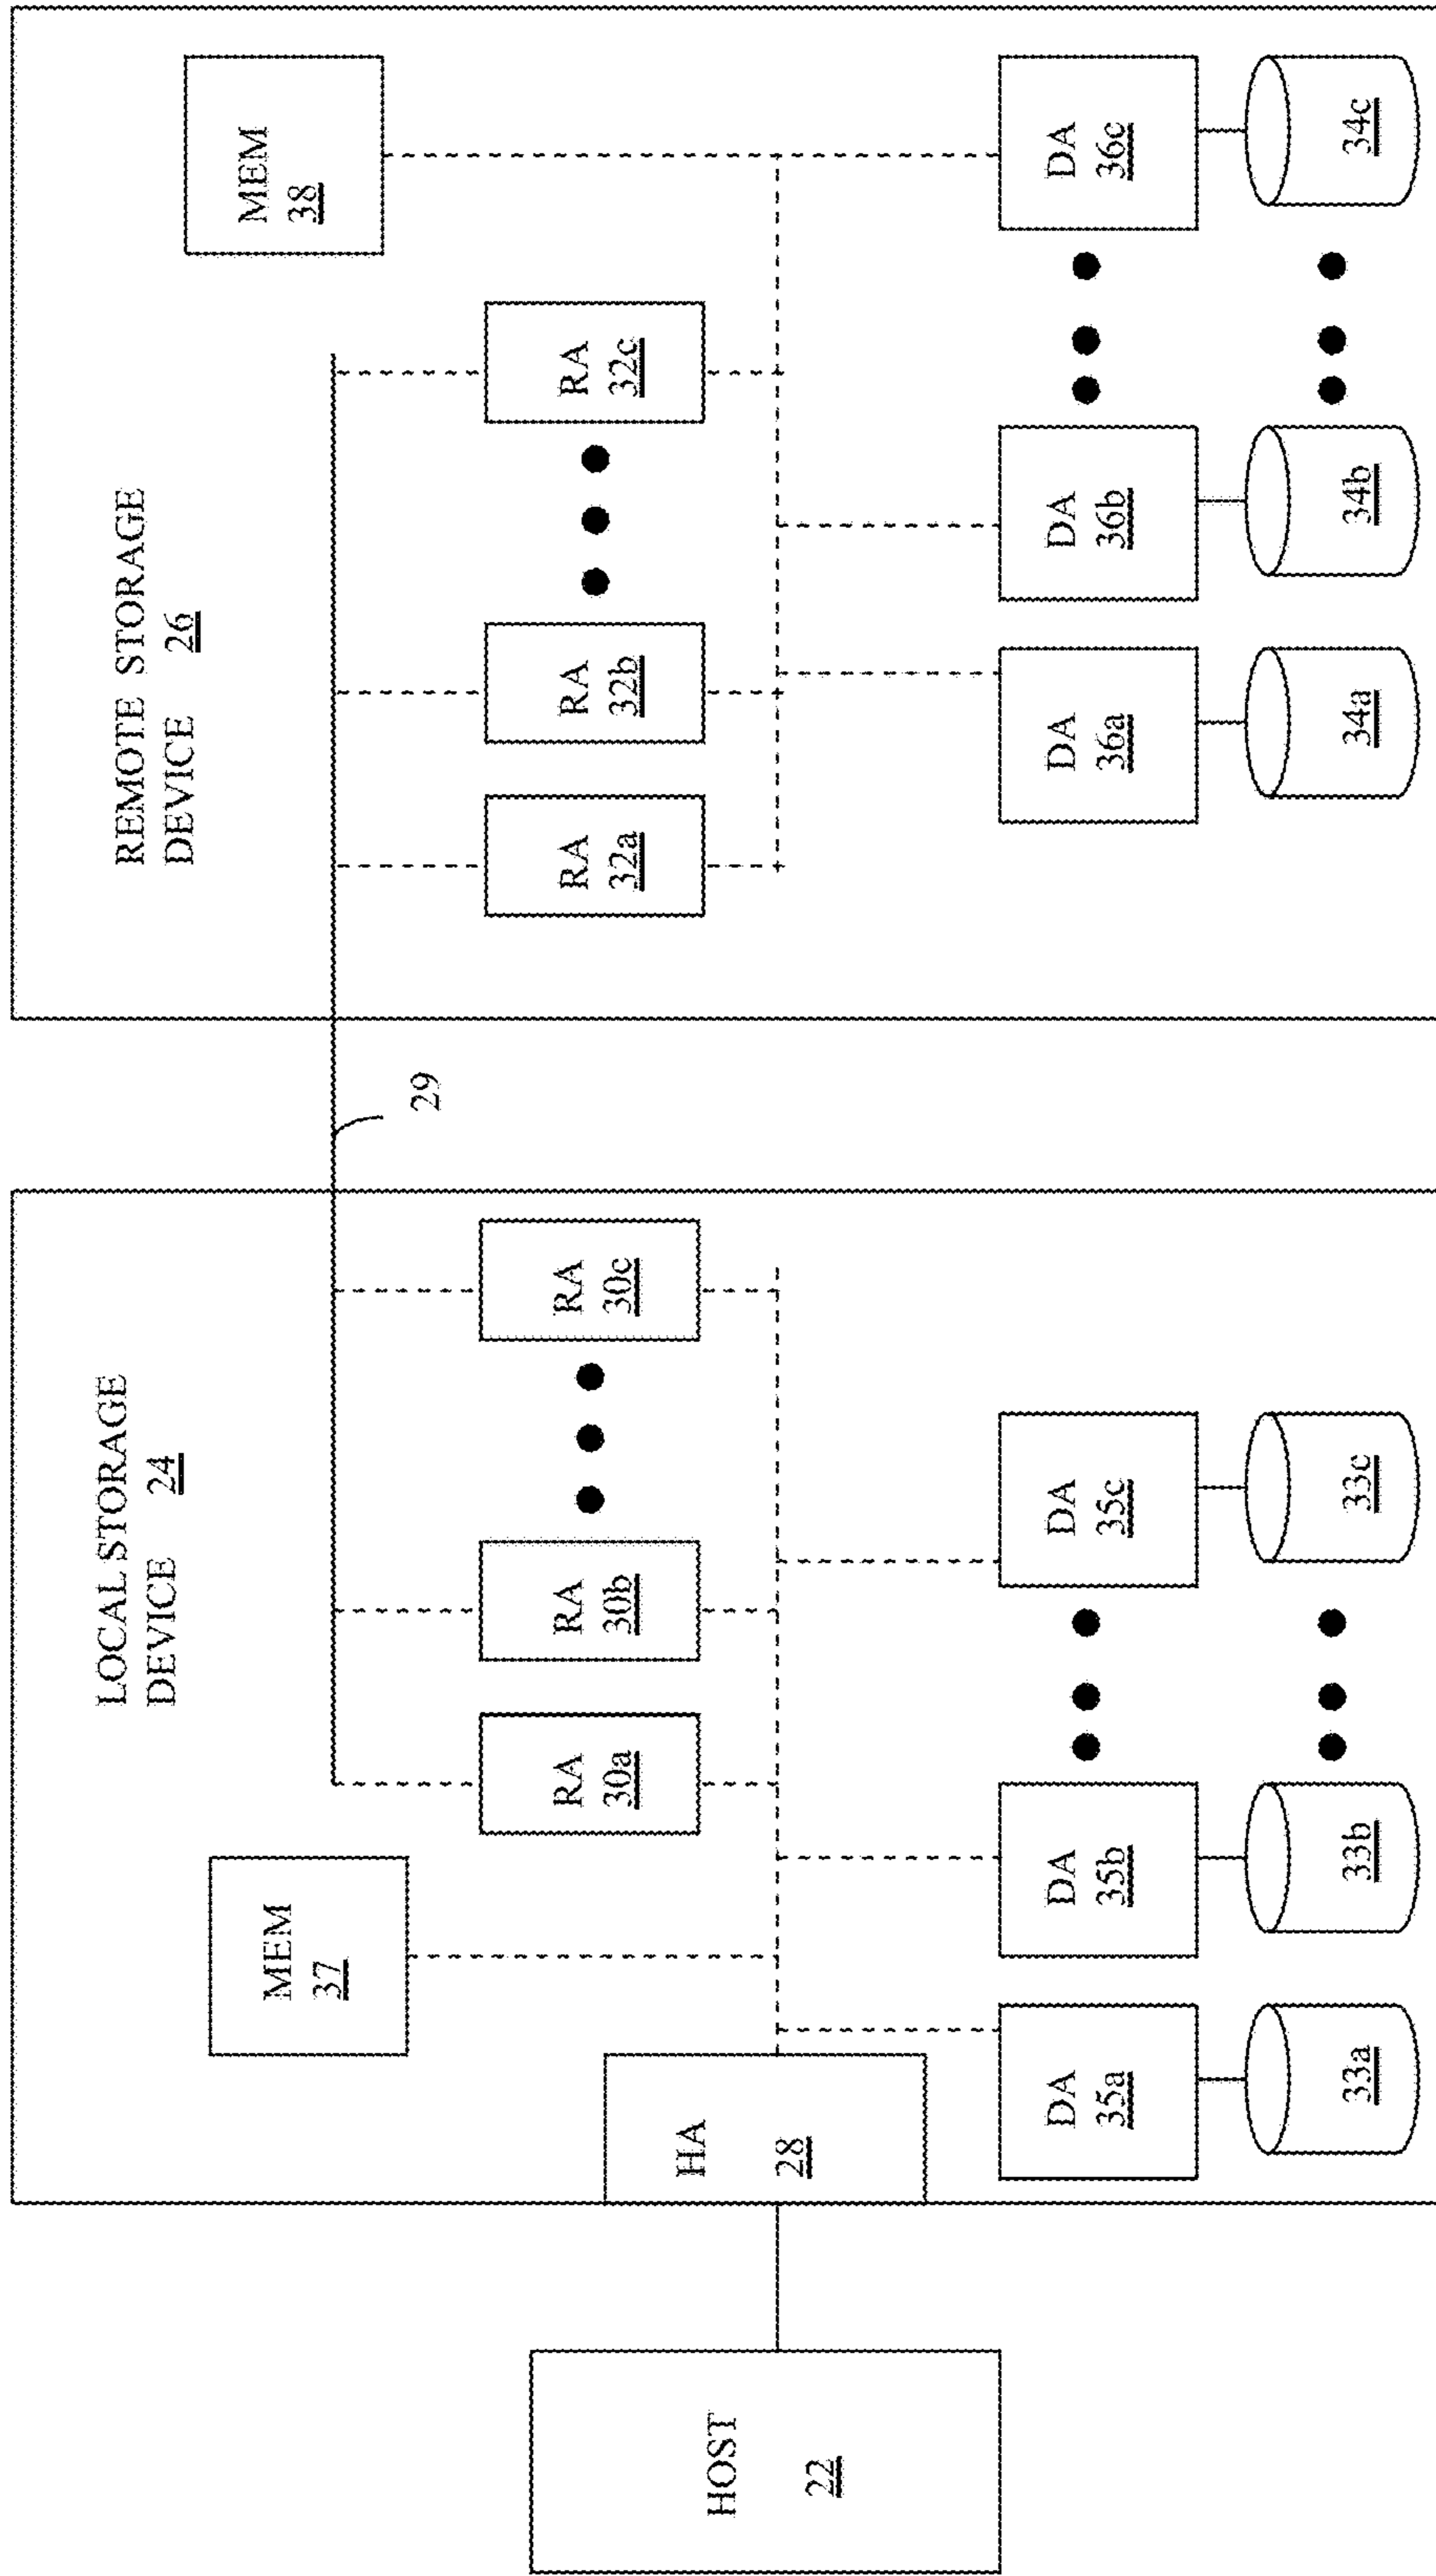 LOCAL STORAGE
DEVICE 24
REMOTE STORAGE
DEVICE 26
MEM
37
MEM
38
29
HOST
22
HA
28
RA
30a
RA
30b
RA
30c
RA
32a
RA
32b
RA
32c
DA
35a
DA
35b
DA
35c
DA
36a
DA
36b
DA
36c
33a
33b
33c
34a
34b
34c